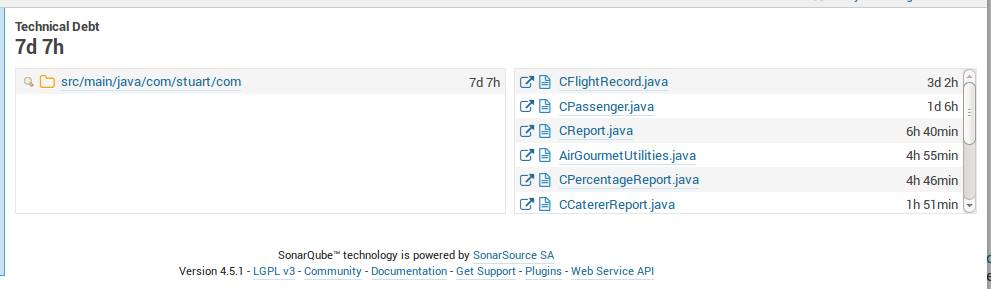 Technical Debt
7d 7h
src/main/java/com/stuart/com 7d 7h
CFlightRecord.java 3d 2h
CPassenger.java 1d 6h
CReport.java 6h 40min
AirGourmetUtilities.java 4h 55min
CPercentageReport.java 4h 46min
CCatererReport.java 1h 51min
SonarQube™ technology is powered by SonarSource SA
Version 4.5.1 - LGPL v3 - Community - Documentation - Get Support - Plugins - Web Service API